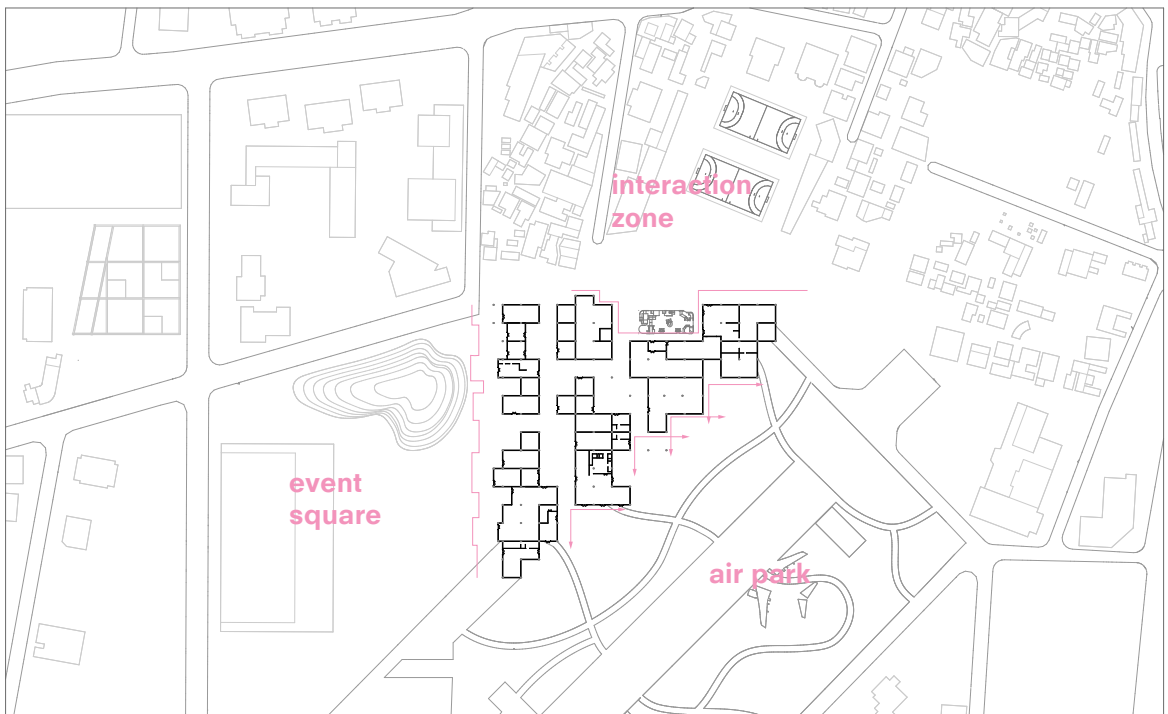 interaction
zone
event
square
air park